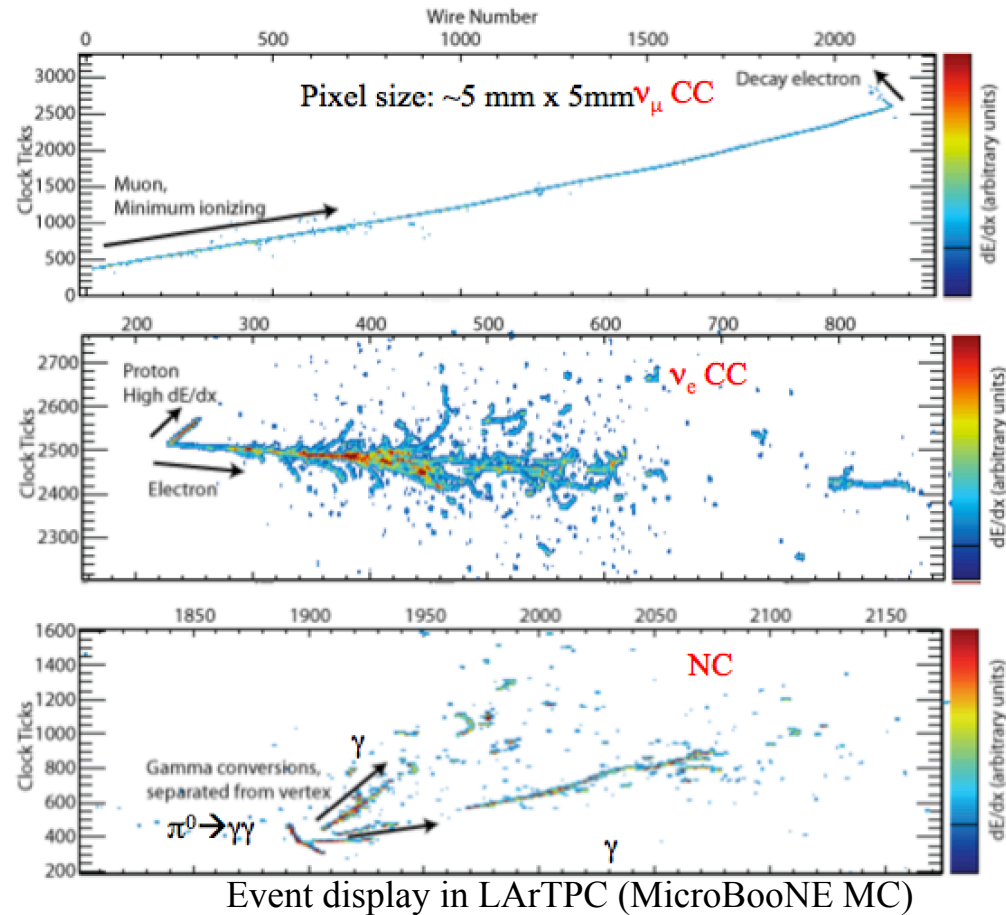 Wire Number
0 500 1000 1500 2000
3000
2500
2000
1500
1000
500
0
Clock Ticks
Pixel size: ~5 mm x 5mm
νμ CC
Decay electron
Muon,
Minimum ionizing
dE/dx (arbitrary units)
200 300 400 500 600 700 800
2700
2600
2500
2400
2300
Clock Ticks
Proton
High dE/dx
νe CC
Electron
dE/dx (arbitrary units)
1850 1900 1950 2000 2050 2100 2150
1600
1400
1200
1000
800
600
400
200
Clock Ticks
NC
γ
Gamma conversions,
separated from vertex
π⁰→γγ
γ
dE/dx (arbitrary units)
Event display in LArTPC (MicroBooNE MC)